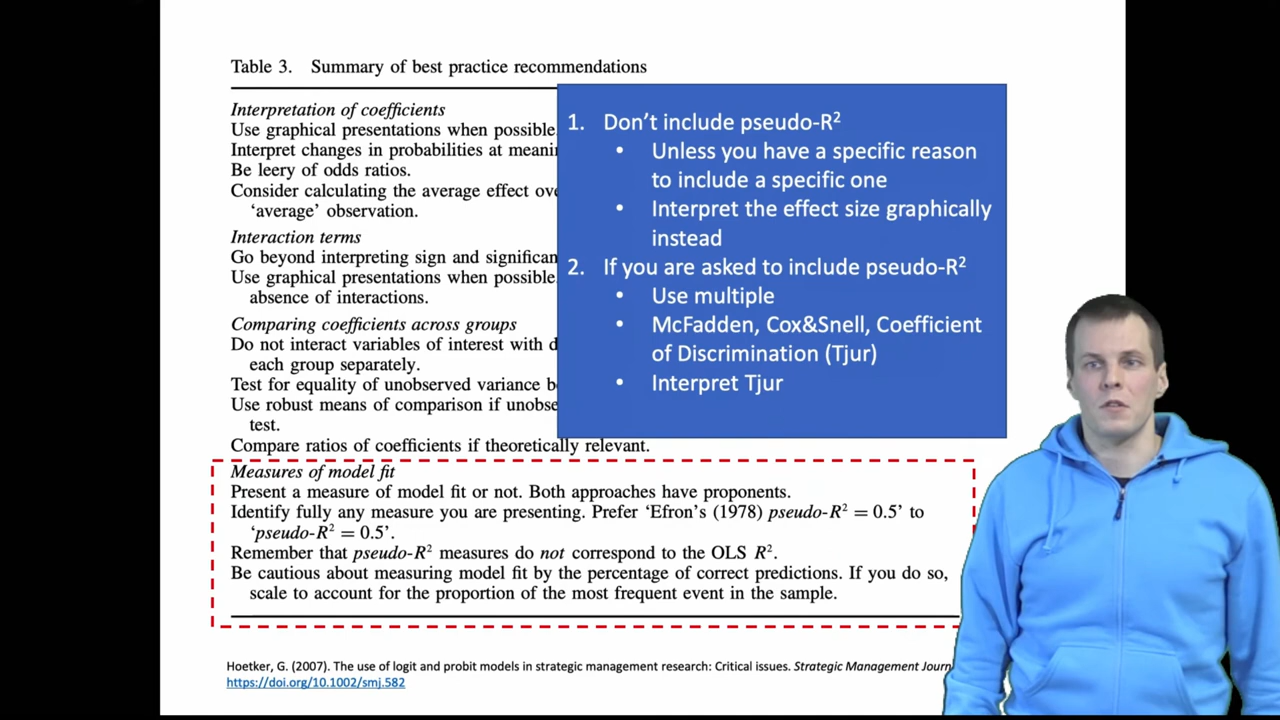 Table 3. Summary of best practice recommendations
Interpretation of coefficients
Use graphical presentations when possible.
Interpret changes in probabilities at
Be leery of odds ratios.
Consider calculating the average effect
‘average’ observation.
Interaction terms
Go beyond interpreting sign and
Use graphical presentations when possible.
absence of interactions.
Comparing coefficients across groups
Do not interact variables of interest with
each group separately.
Test for equality of unobserved variance
Use robust means of comparison if
test.
Compare ratios of coefficients if theoretically relevant.
Measures of model fit
Present a measure of model fit or not. Both approaches have proponents.
Identify fully any measure you are presenting. Prefer ‘Efron’s (1978) pseudo-R² = 0.5’ to
‘pseudo-R² = 0.5’.
Remember that pseudo-R² measures do not correspond to the OLS R².
Be cautious about measuring model fit by the percentage of correct predictions. If you do so,
scale to account for the proportion of the most frequent event in the sample.
1. Don’t include pseudo-R²
• Unless you have a specific reason
to include a specific one
• Interpret the effect size graphically
instead
2. If you are asked to include pseudo-R²
• Use multiple
• McFadden, Cox&Snell, Coefficient
of Discrimination (Tjur)
• Interpret Tjur
Hoetker, G. (2007). The use of logit and probit models in strategic management research: Critical issues. Strategic Management
https://doi.org/10.1002/smj.582